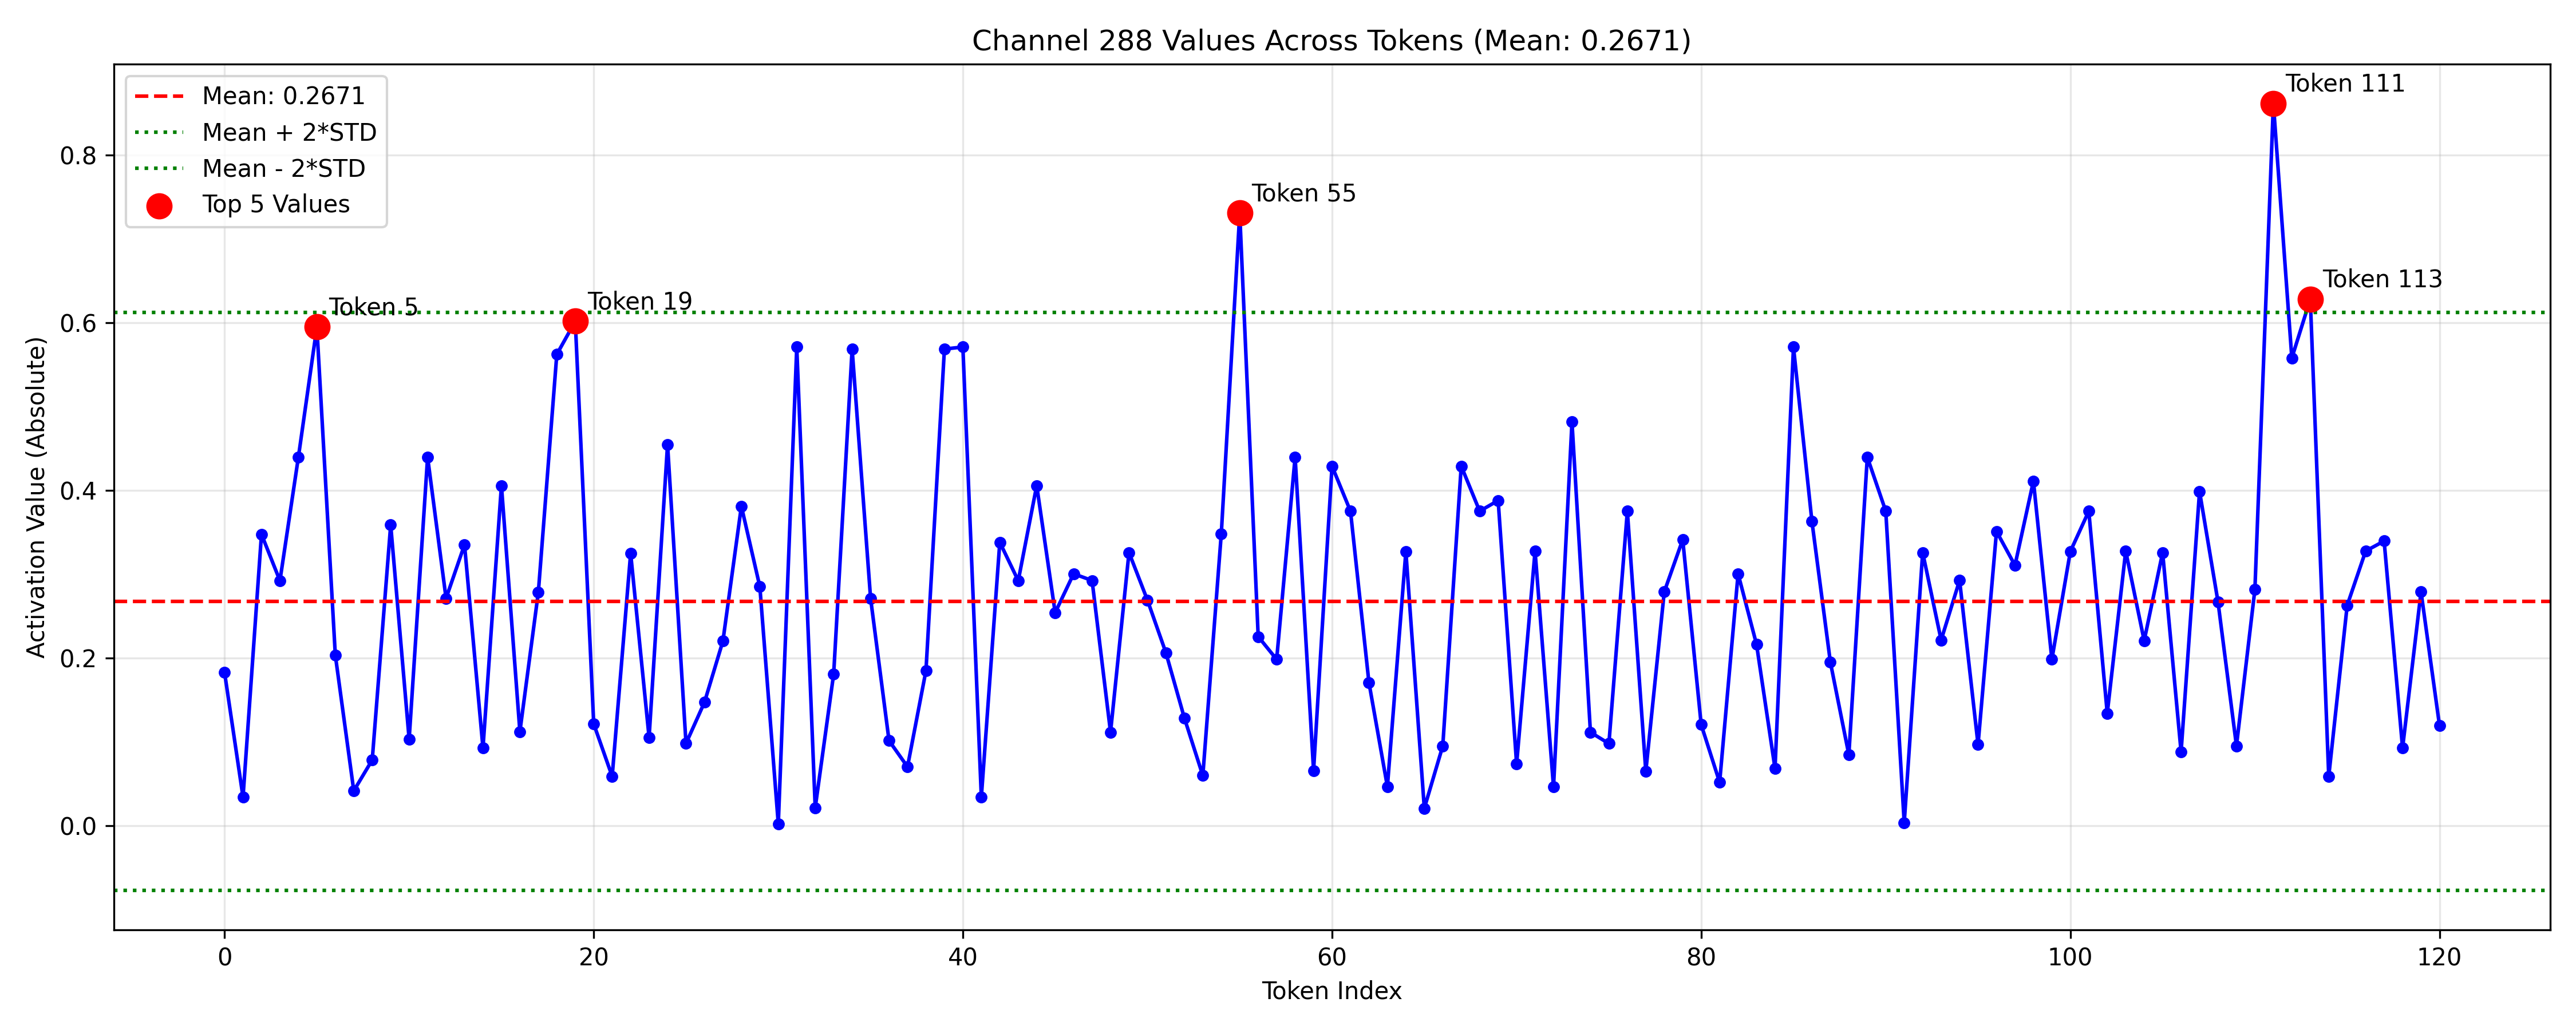 Channel 288 Values Across Tokens (Mean: 0.2671)
Mean: 0.2671
Mean + 2*STD
Mean - 2*STD
Top 5 Values
Token 111
Token 55
Token 113
Token 5
Token 19
Activation Value (Absolute)
0.8
0.6
0.4
0.2
0.0
0
20
40
60
80
100
120
Token Index